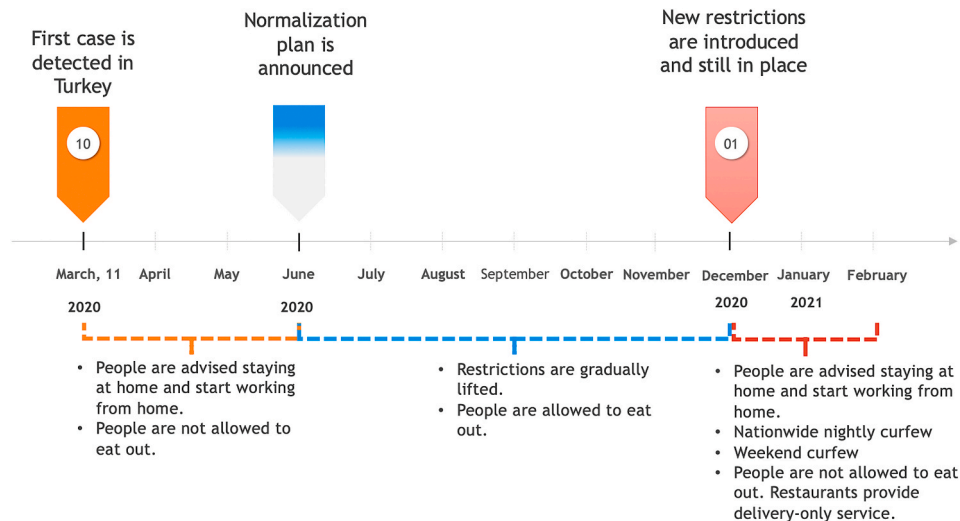 First case is
detected in
Turkey
Normalization
plan is
announced
New restrictions
are introduced
and still in place
10
01
March, 11 April May June July August September October November December January February
2020 2020 2020 2021
• People are advised staying
at home and start working
from home.
• People are not allowed to
eat out.
• Restrictions are gradually
lifted.
• People are allowed to eat
out.
• People are advised staying at
home and start working from
home.
• Nationwide nightly curfew
• Weekend curfew
• People are not allowed to eat
out. Restaurants provide
delivery-only service.